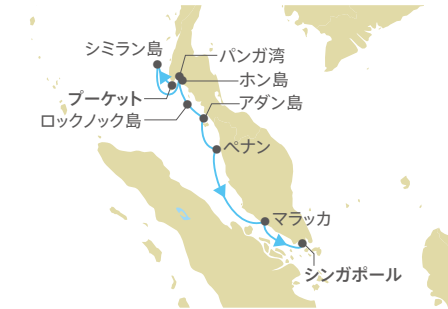 シミラン島
パンガ湾
ホン島
プーケット
アダン島
ロックノック島
ペナン
マラッカ
シンガポール